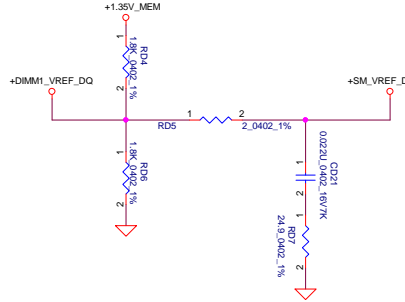 +1.35V_MEM
1
RD4
1.8K_0402_1%
2
+DIMM1_VREF_DQ
+SM_VREF_D
1
2
RD5
2_0402_1%
1
RD6
1.8K_0402_1%
2
1
CD21
0.022U_0402_16V7K
2
1
RD7
24.9_0402_1%
2